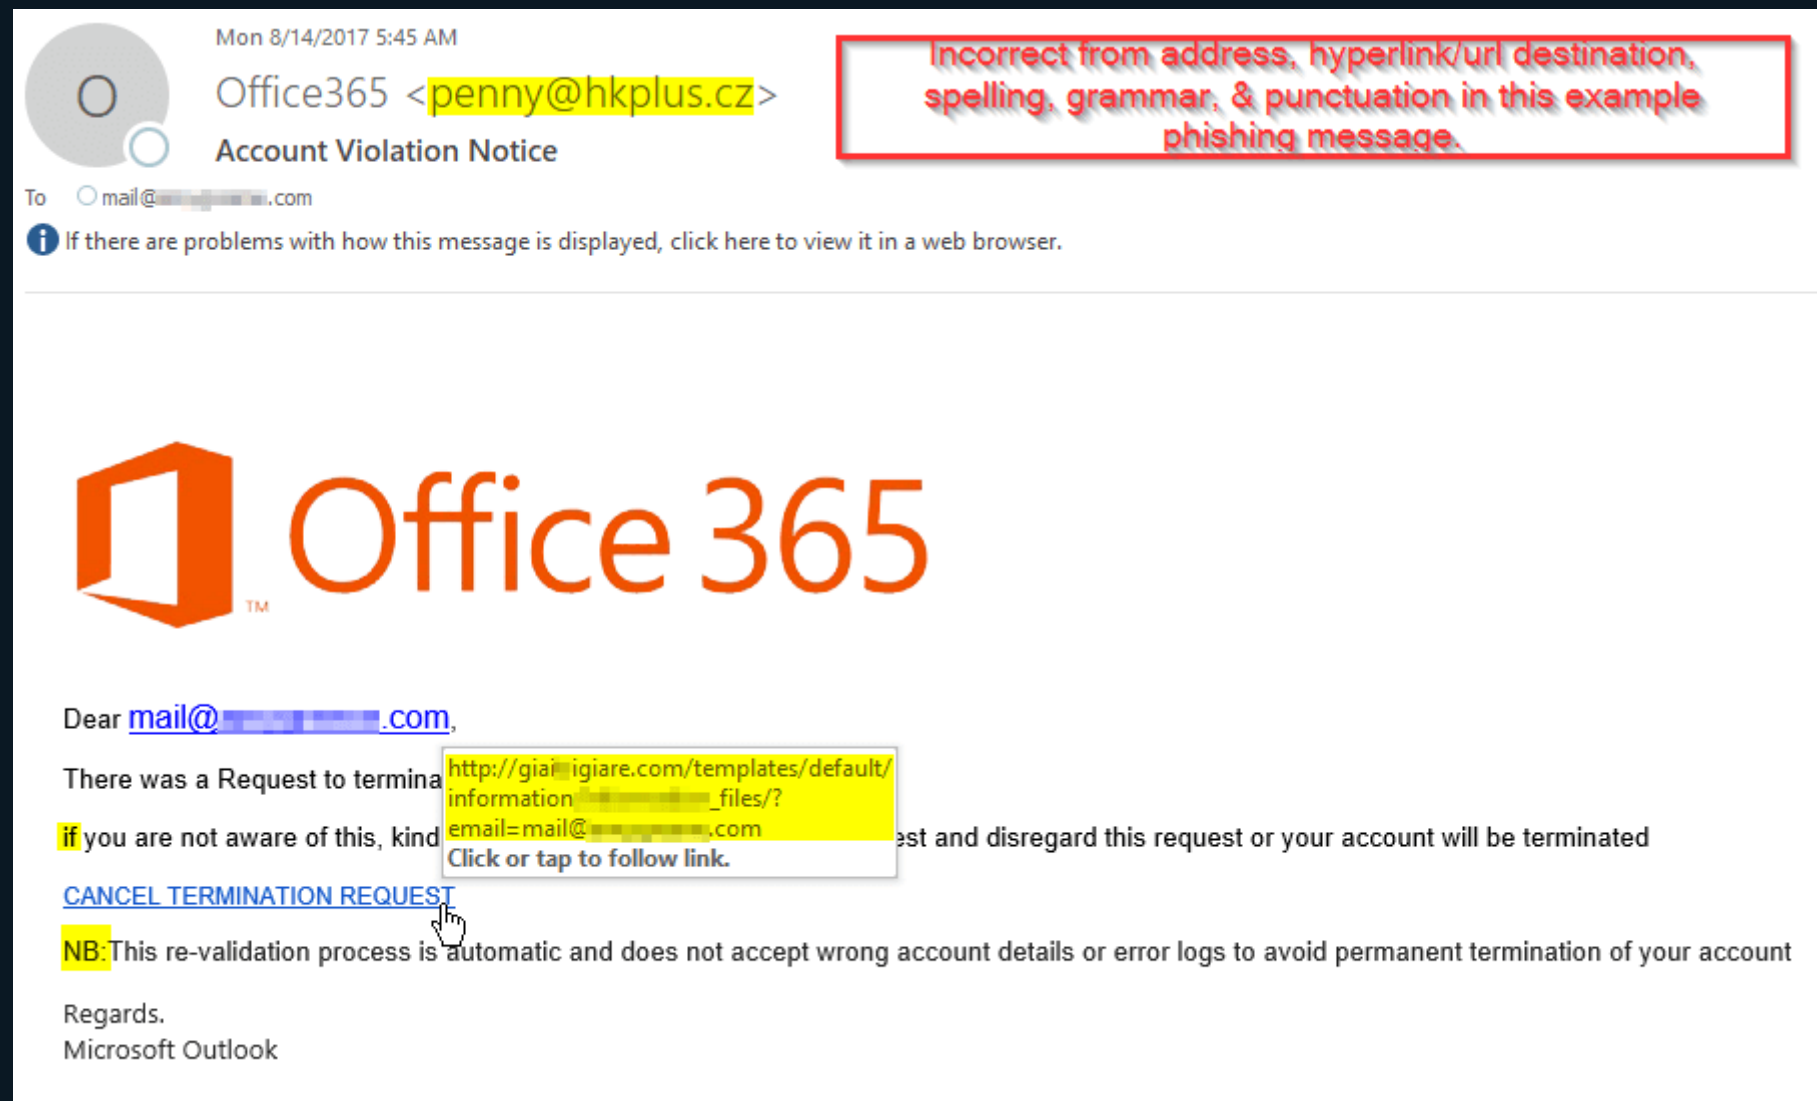 Mon 8/14/2017 5:45 AM
O
Office365 <penny@hkplus.cz>
Account Violation Notice
Incorrect from address, hyperlink/url destination,
spelling, grammar, & punctuation in this example
phishing message.
To mail@ .com
i If there are problems with how this message is displayed, click here to view it in a web browser.
Office 365
TM
Dear mail@ .com,
There was a Request to termina
http://giai igiare.com/templates/default/
information _files/?
email=mail@ .com
Click or tap to follow link.
if you are not aware of this, kind est and disregard this request or your account will be terminated
CANCEL TERMINATION REQUEST
NB:This re-validation process is automatic and does not accept wrong account details or error logs to avoid permanent termination of your account
Regards.
Microsoft Outlook